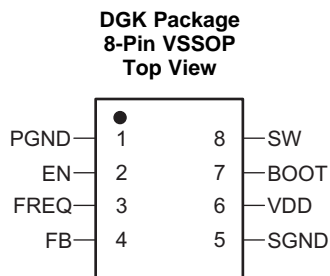 DGK Package
8-Pin VSSOP
Top View
PGND 1 8 SW
EN 2 7 BOOT
FREQ 3 6 VDD
FB 4 5 SGND